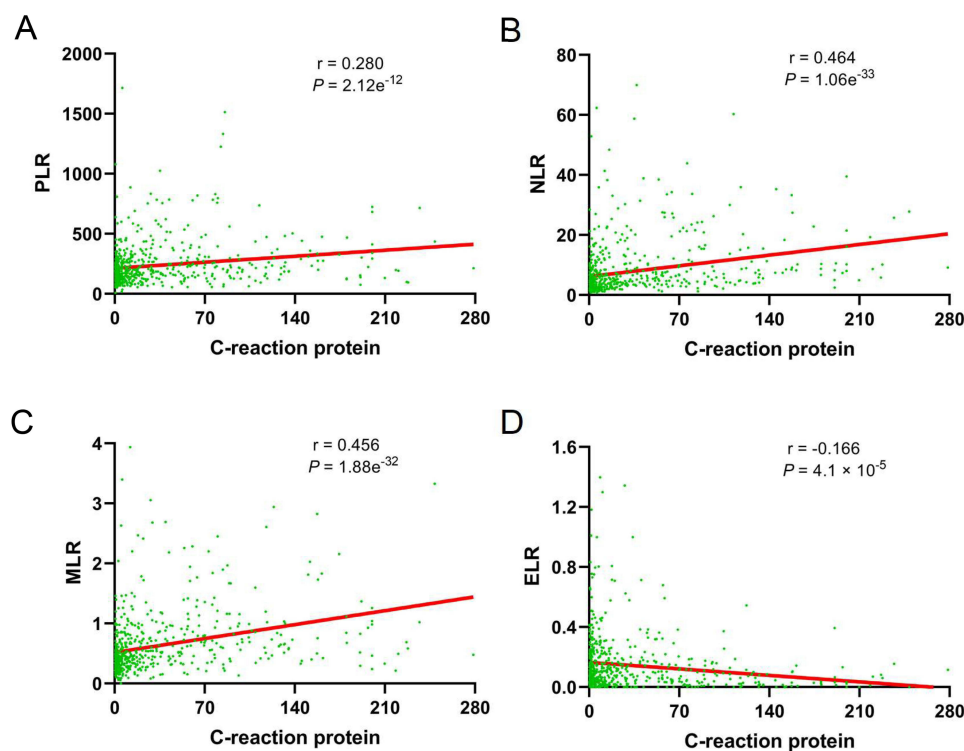 A
r = 0.280
P = 2.12e-12
2000
1500
1000
500
0
PLR
0 70 140 210 280
C-reaction protein
B
r = 0.464
P = 1.06e-33
80
60
40
20
0
NLR
0 70 140 210 280
C-reaction protein
C
r = 0.456
P = 1.88e-32
4
3
2
1
0
MLR
0 70 140 210 280
C-reaction protein
D
r = -0.166
P = 4.1 × 10-5
1.6
1.2
0.8
0.4
0.0
ELR
0 70 140 210 280
C-reaction protein